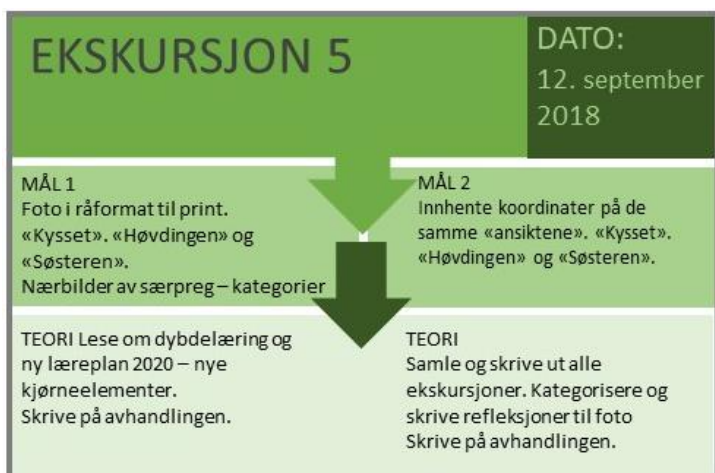 EKSKURSJON 5
DATO:
12. september
2018
MÅL 1
Foto i råformat til print.
«Kysset». «Høvdingen» og
«Søsteren».
Nærbilder av særpreg – kategorier
MÅL 2
Innhente koordinater på de
samme «ansiktene». «Kysset».
«Høvdingen» og «Søsteren».
TEORI Lese om dybdelæring og
ny læreplan 2020 – nye
kjørneelementer.
Skrive på avhandlingen.
TEORI
Samle og skrive ut alle
ekskursjoner. Kategorisere og
skrive refleksjoner til foto
Skrive på avhandlingen.